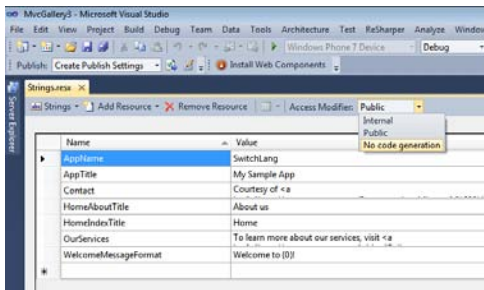 MvcGallery3 - Microsoft Visual Studio
File Edit View Project Build Debug Team Data Tools Architecture Test ReSharper Analyze Window
Windows Phone 7 Device Debug
Publish: Create Publish Settings Install Web Components
Strings.resx
Server Explorer
Strings Add Resource Remove Resource Access Modifier: Public
Internal
Public
No code generation
Name Value
AppName SwitchLang
AppTitle My Sample App
Contact Courtesy of <a
HomeAboutTitle About us
HomeIndexTitle Home
OurServices To learn more about our services, visit <a
WelcomeMessageFormat Welcome to {0}!